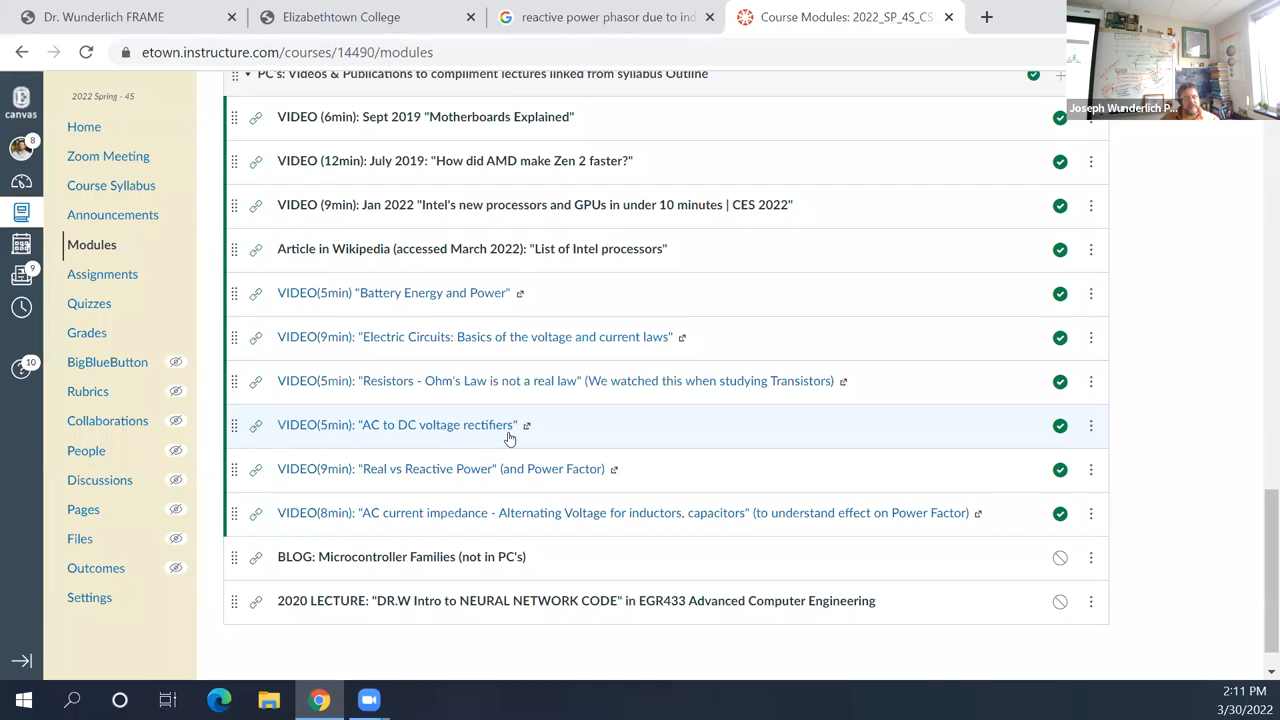 Dr. Wunderlich FRAME
Elizabethtown College
reactive power phasor due to ind
Course Modules: 2022_SP_4S_CS
etown.instructure.com/courses/14490/modules
Joseph Wunderlich P...
canvas
8
9
10
2022 Spring - 4S
Home
Zoom Meeting
Course Syllabus
Announcements
Modules
Assignments
Quizzes
Grades
BigBlueButton
Rubrics
Collaborations
People
Discussions
Pages
Files
Outcomes
Settings
PC's: Videos & Publications to compliment lectures linked from syllabus Outline
VIDEO (6min): Sept 2019 "Motherboards Explained"
VIDEO (12min): July 2019: "How did AMD make Zen 2 faster?"
VIDEO (9min): Jan 2022 "Intel's new processors and GPUs in under 10 minutes | CES 2022"
Article in Wikipedia (accessed March 2022): "List of Intel processors"
VIDEO(5min) "Battery Energy and Power"
VIDEO(9min): "Electric Circuits: Basics of the voltage and current laws"
VIDEO(5min): "Resistors - Ohm's Law is not a real law" (We watched this when studying Transistors)
VIDEO(5min): "AC to DC voltage rectifiers"
VIDEO(9min): "Real vs Reactive Power" (and Power Factor)
VIDEO(8min): "AC current impedance - Alternating Voltage for inductors, capacitors" (to understand effect on Power Factor)
BLOG: Microcontroller Families (not in PC's)
2020 LECTURE: "DR.W Intro to NEURAL NETWORK CODE" in EGR433 Advanced Computer Engineering
2:11 PM
3/30/2022